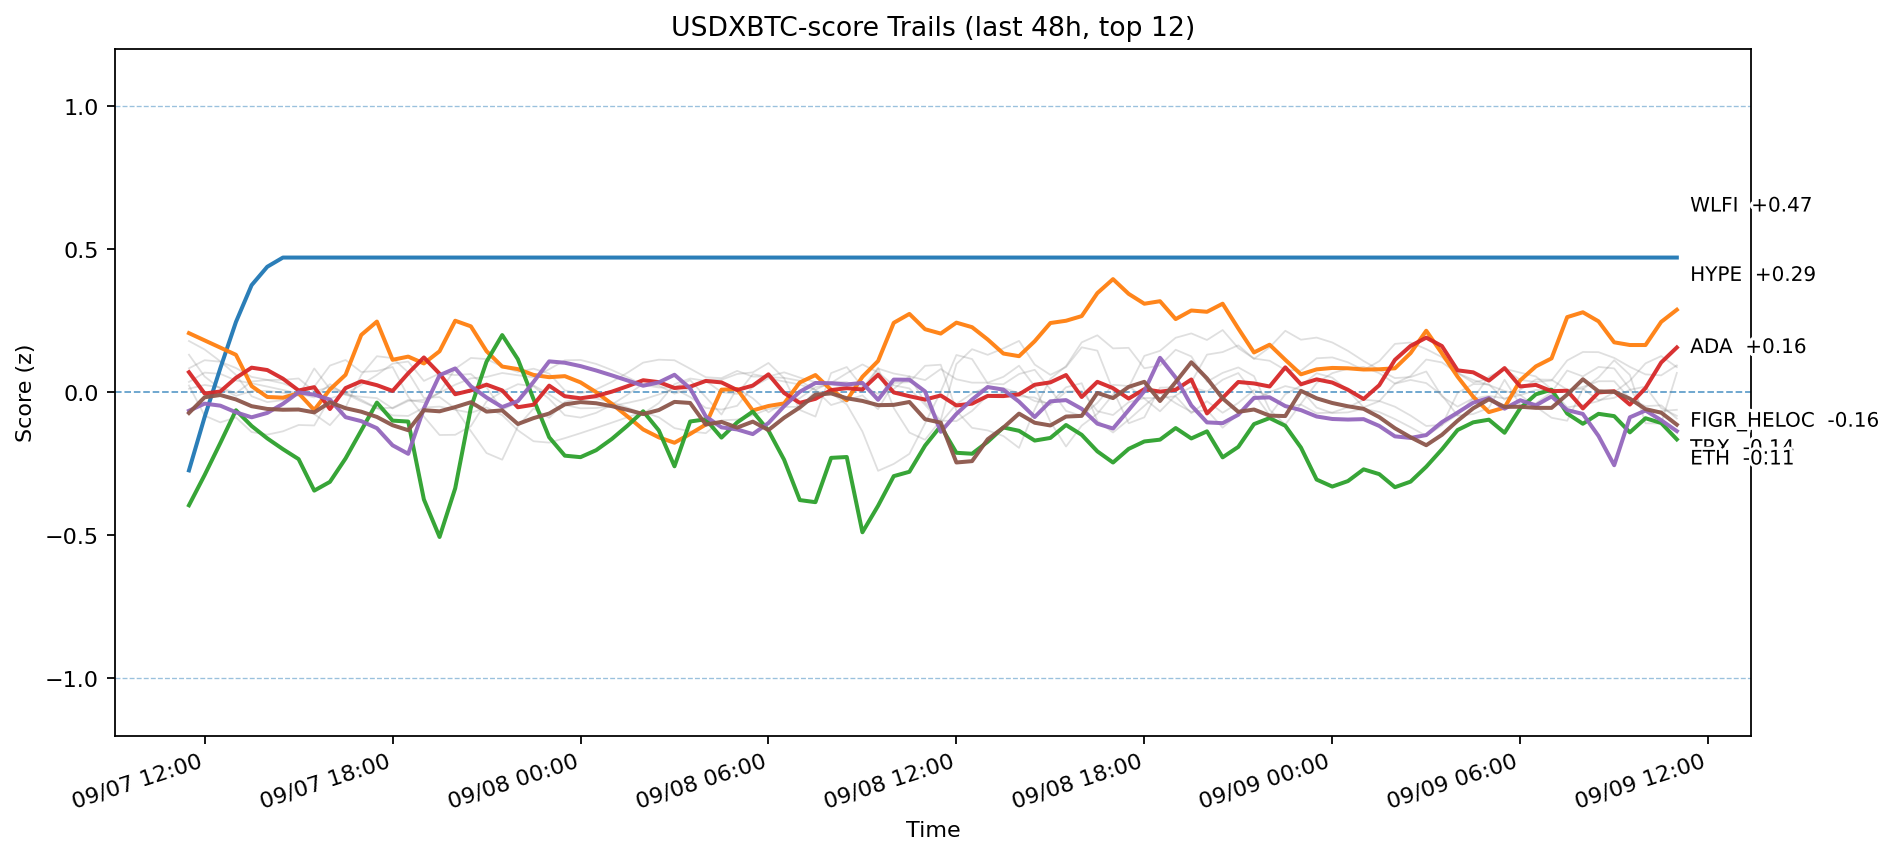 USDXBTC-score Trails (last 48h, top 12)
Score (z)
1.0
0.5
0.0
−0.5
−1.0
WLFI +0.47
HYPE +0.29
ADA +0.16
FIGR_HELOC -0.16
-0.14
ETH -0.11
09/07 12:00
09/07 18:00
09/08 00:00
09/08 06:00
09/08 12:00
09/08 18:00
09/09 00:00
09/09 06:00
09/09 12:00
Time